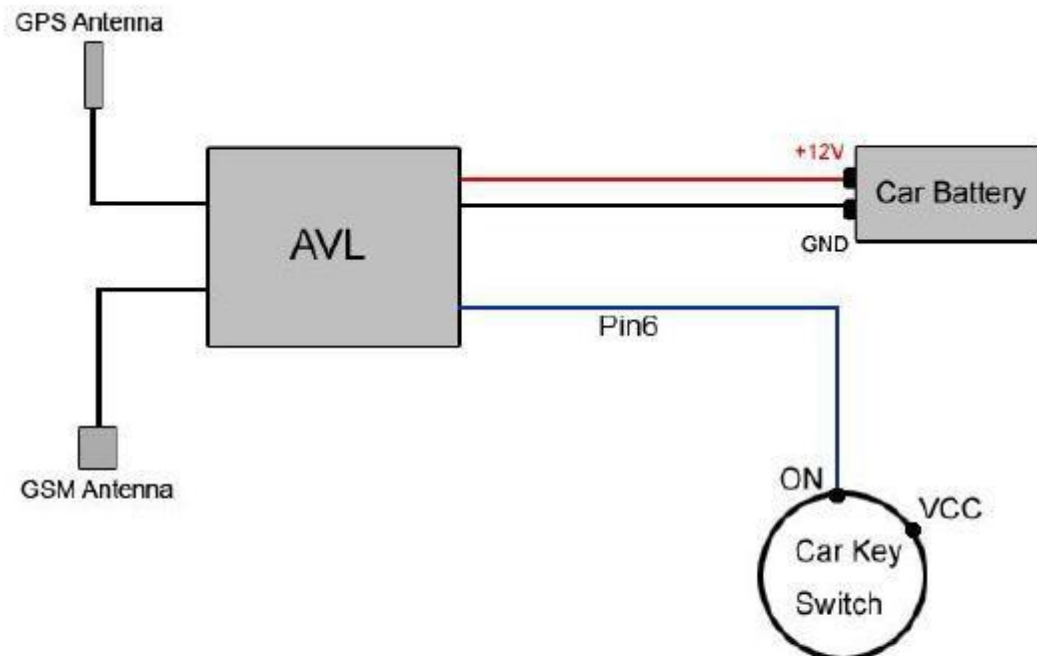 GPS Antenna
+12V
Car Battery
AVL
GND
Pin6
GSM Antenna
ON
VCC
Car Key
Switch